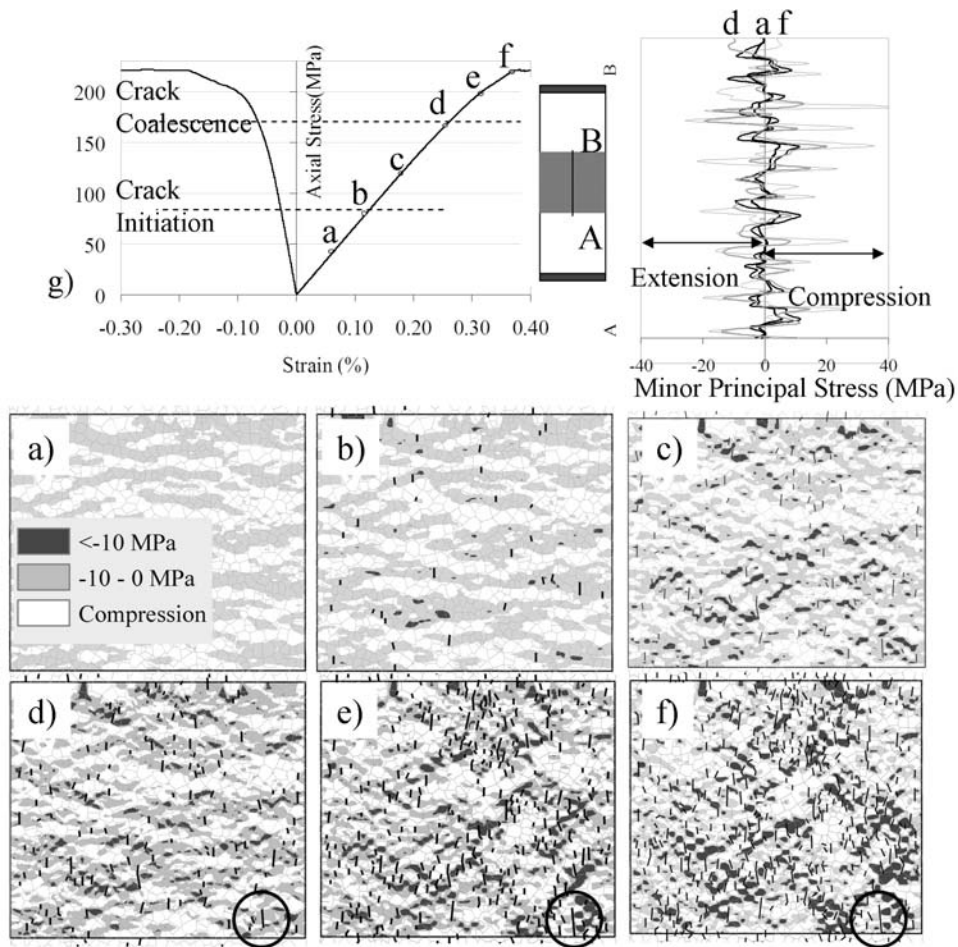 d a f
f
200
Crack
e
B
150
Coalescence
d
Axial Stress(MPa)
B
100
Crack
c
b
Initiation
50
a
A
Extension
g)
0
Compression
-0.30 -0.20 -0.10 0.00 0.10 0.20 0.30 0.40
A
Strain (%)
-40 -20 0 20 40
Minor Principal Stress (MPa)
a)
b)
c)
<-10 MPa
-10 - 0 MPa
Compression
d)
e)
f)